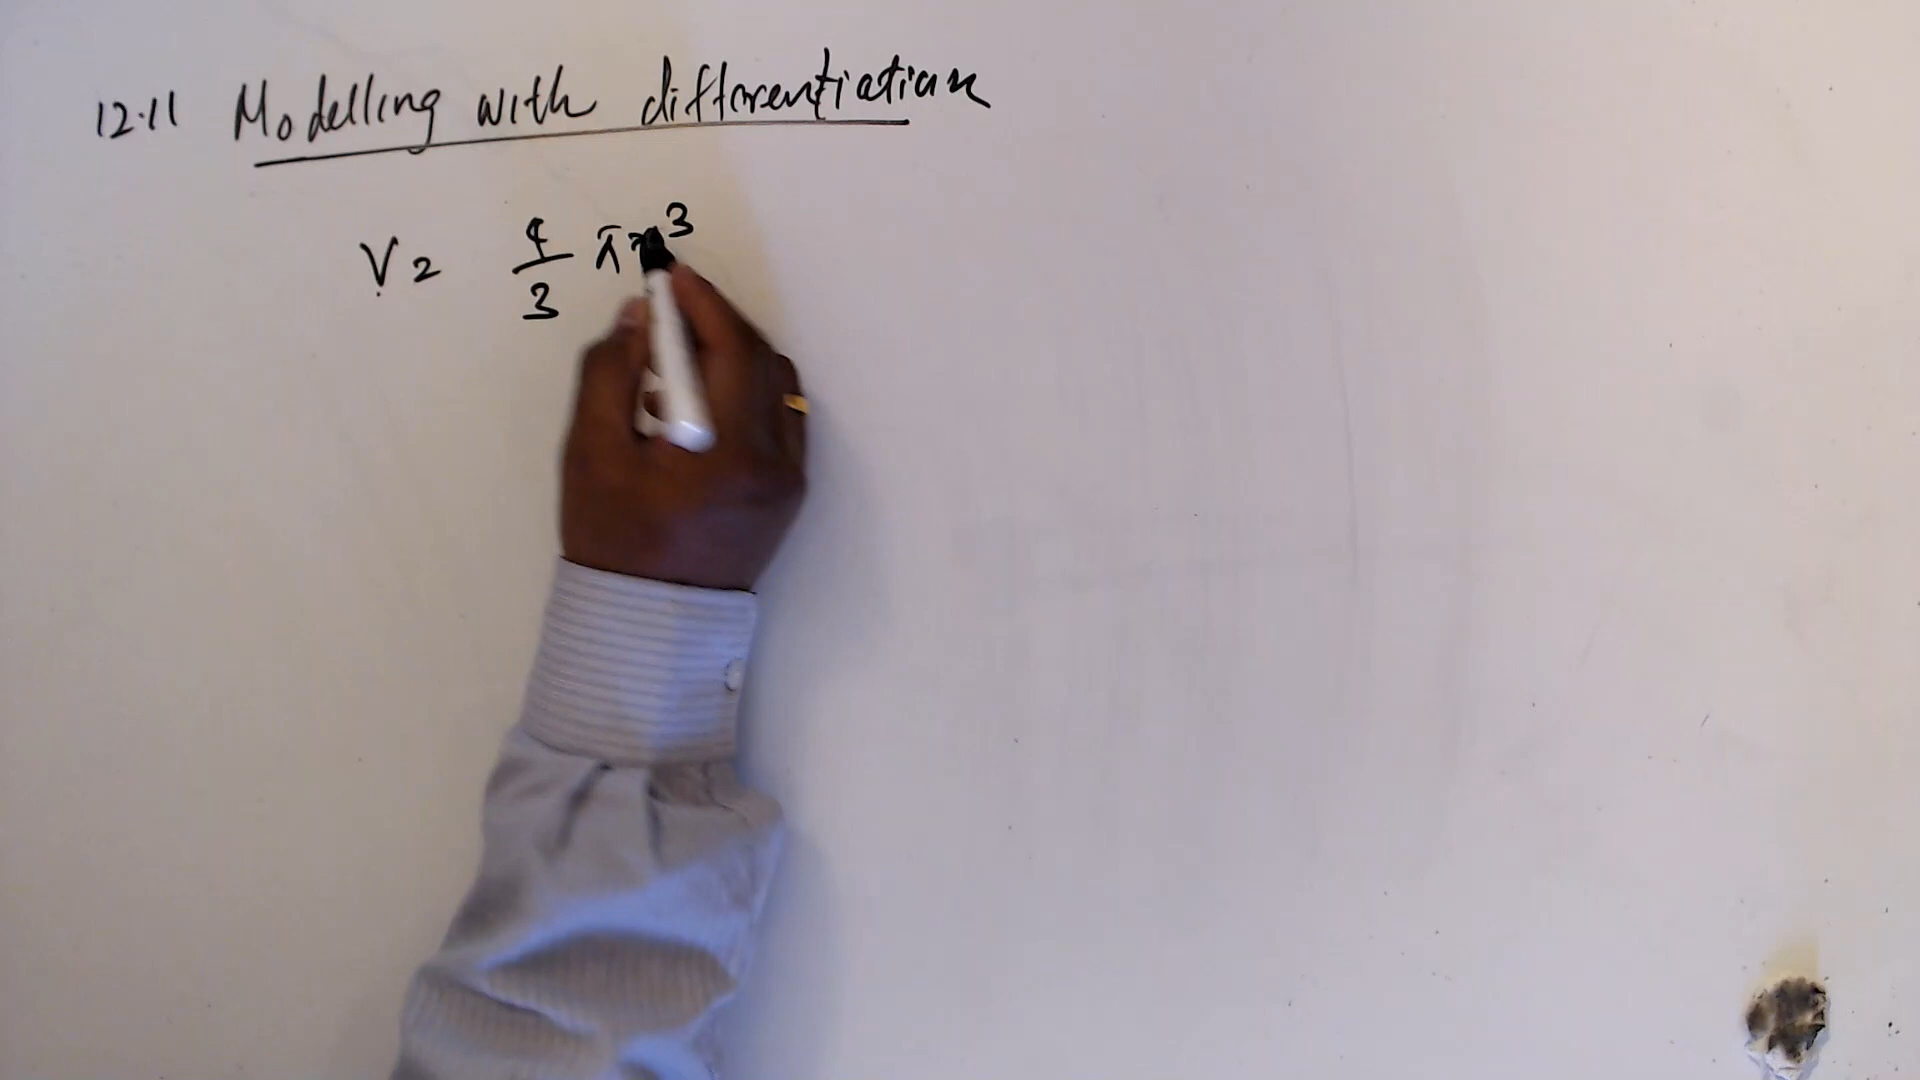 12.11 Modelling with differentiation
V = 4/3 πr³